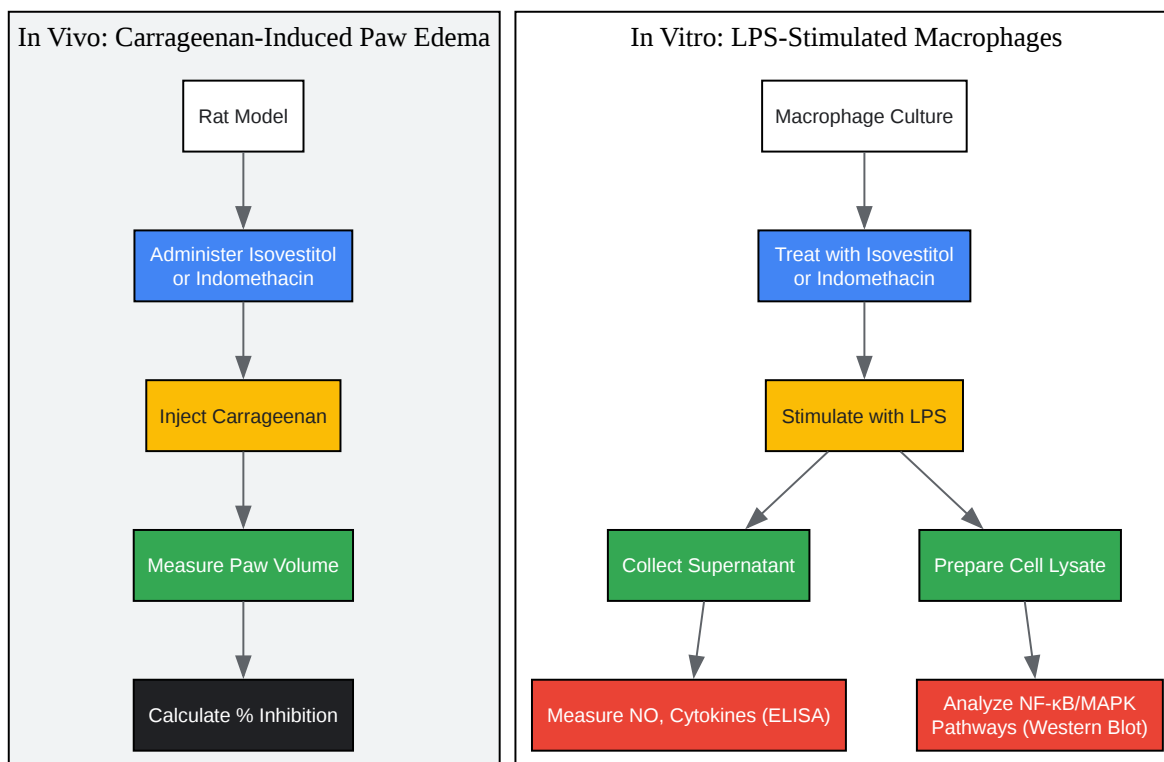 In Vivo: Carrageenan-Induced Paw Edema
Rat Model
Administer Isovestitol
or Indomethacin
Inject Carrageenan
Measure Paw Volume
Calculate % Inhibition
In Vitro: LPS-Stimulated Macrophages
Macrophage Culture
Treat with Isovestitol
or Indomethacin
Stimulate with LPS
Collect Supernatant
Prepare Cell Lysate
Measure NO, Cytokines (ELISA)
Analyze NF-κB/MAPK
Pathways (Western Blot)